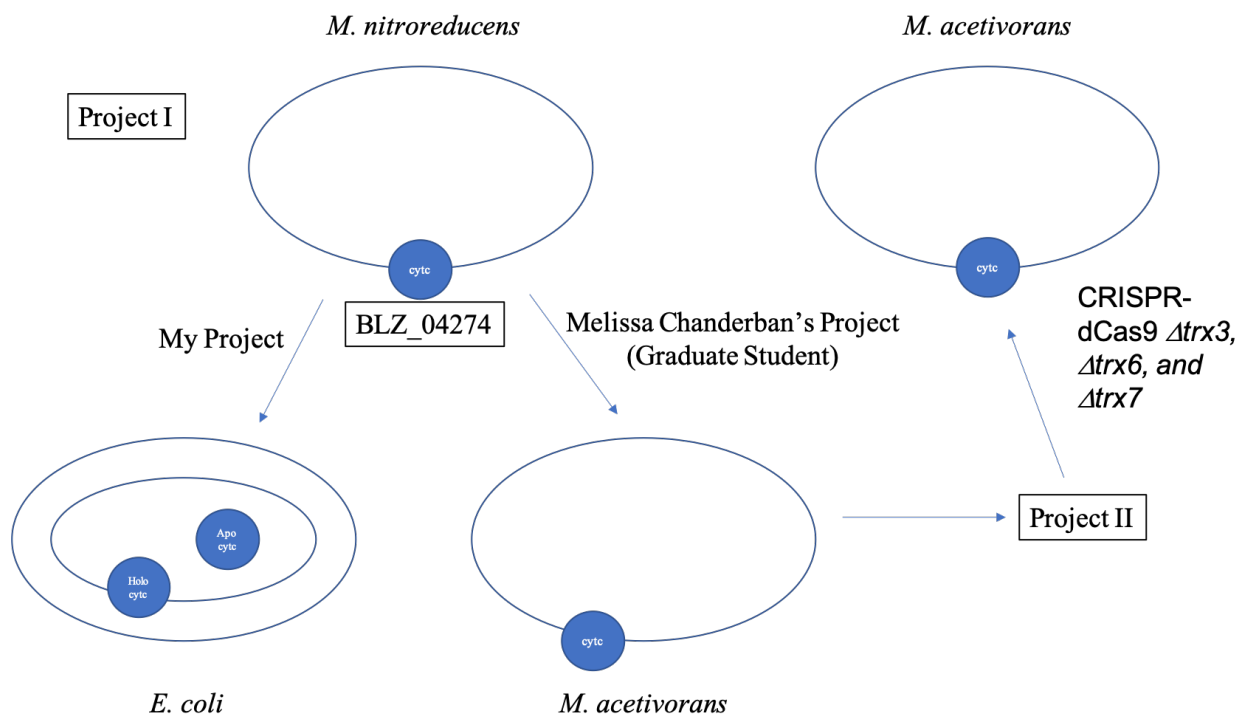 M. nitroreducens
M. acetivorans
Project I
cytc
cytc
BLZ_04274
My Project
Melissa Chanderban’s Project
(Graduate Student)
CRISPR-
dCas9 Δtrx3,
Δtrx6, and
Δtrx7
Apo
cytc
Holo
cytc
cytc
Project II
E. coli
M. acetivorans